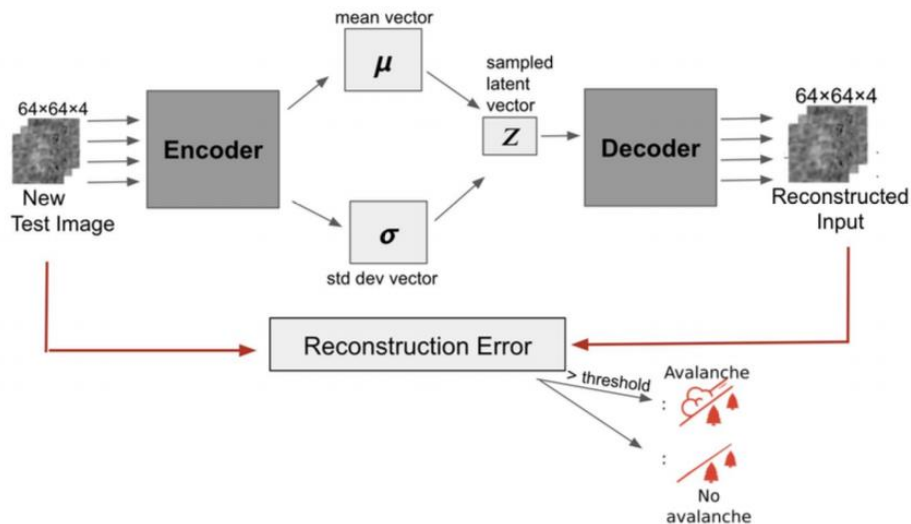 mean vector
μ
sampled
latent
vector
64×64×4
64×64×4
Encoder
Z
Decoder
New
Test Image
Reconstructed
Input
σ
std dev vector
Reconstruction Error
> threshold
Avalanche
:
:
No
avalanche